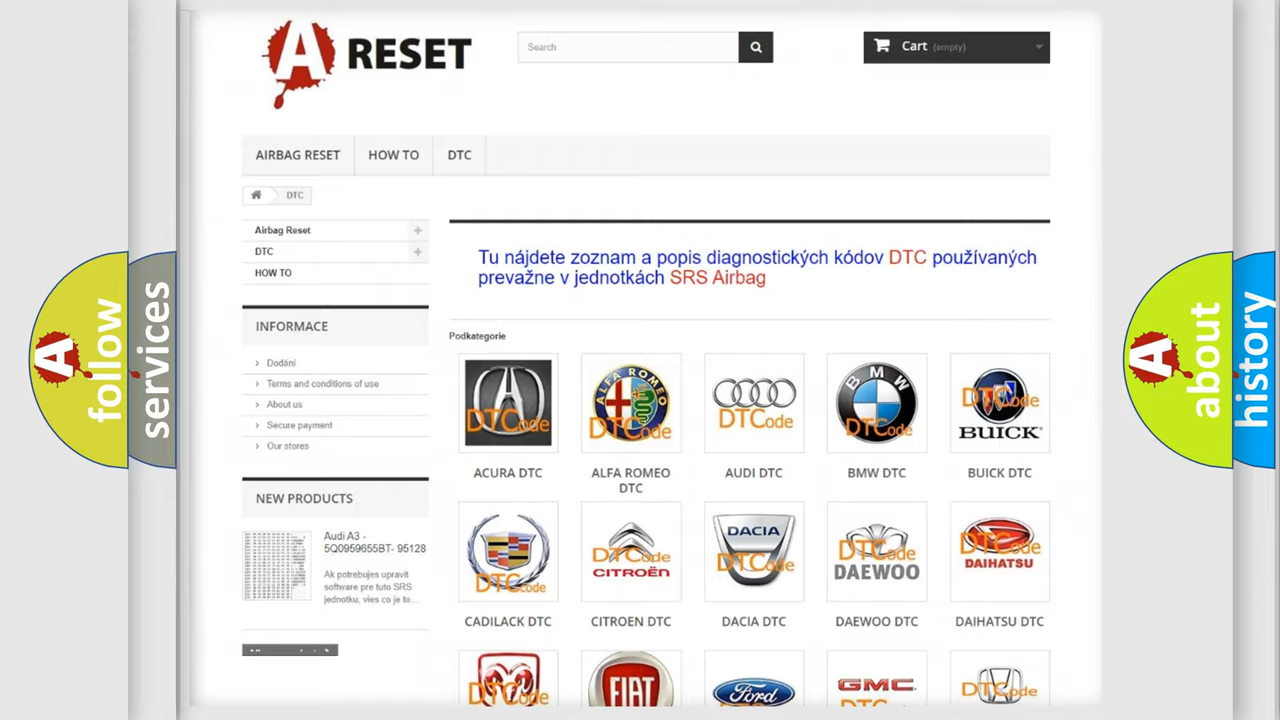 A RESET
Search
Cart (empty)
AIRBAG RESET
HOW TO
DTC
DTC
Airbag Reset
DTC
HOW TO
INFORMACE
Dodání
Terms and conditions of use
About us
Secure payment
Our stores
NEW PRODUCTS
Audi A3 -
5Q0959655BT- 95128
Ak potrebujes upravit
software pre tuto SRS
jednotku, vies co je to...
Tu nájdete zoznam a popis diagnostických kódov DTC používaných
prevažne v jednotkách SRS Airbag
Podkategorie
DTCode
ALFA ROMEO
DTCode
DTCode
BMW
DTCode
DTCode
BUICK
ACURA DTC
ALFA ROMEO
DTC
AUDI DTC
BMW DTC
BUICK DTC
DTCode
DTCode
CITROËN
DACIA
DTCode
DTCode
DAEWOO
DTCode
DAIHATSU
CADILACK DTC
CITROEN DTC
DACIA DTC
DAEWOO DTC
DAIHATSU DTC
DTCode
FIAT
Ford
GMC
DTCode
A follow
services
A about
history